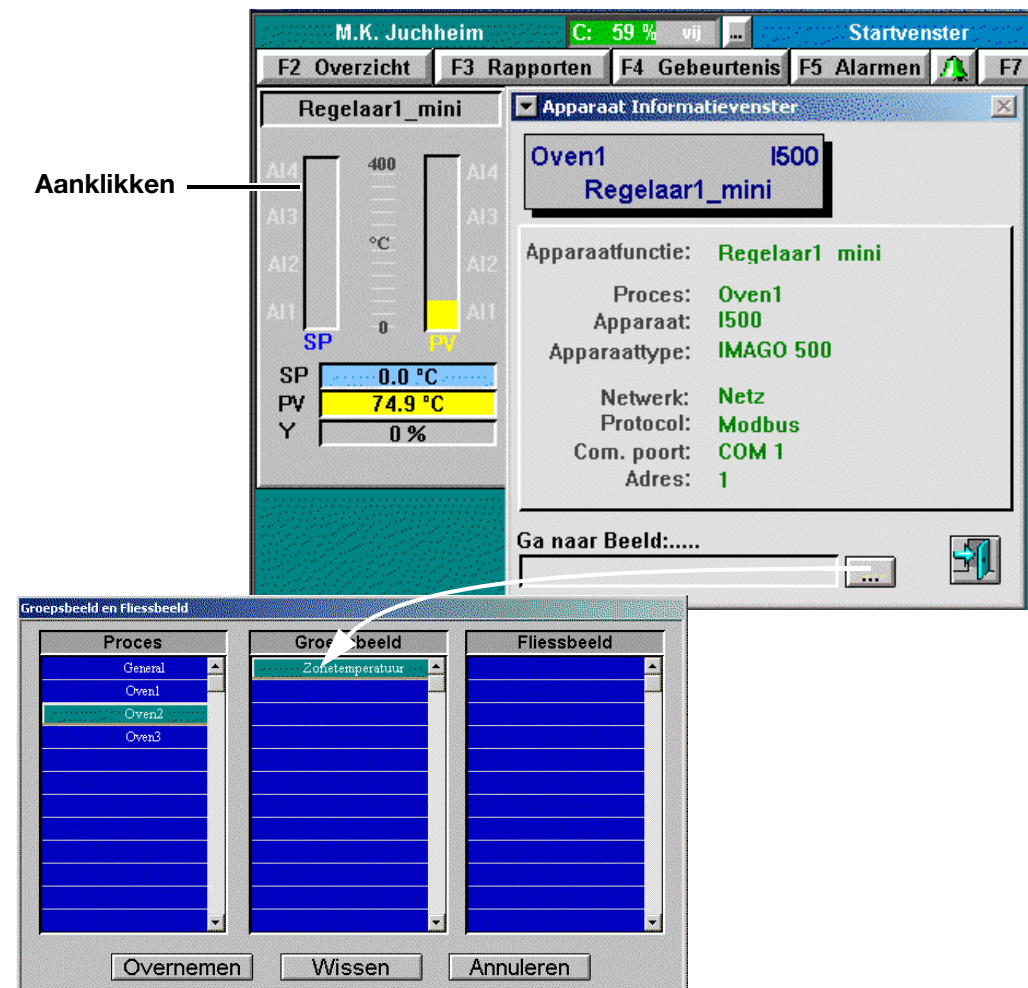 M.K. Juchheim C: 59 % vij ... Startvenster
F2 Overzicht F3 Rapporten F4 Gebeurtenis F5 Alarmen F7
Regelaar1_mini
Aanklikken
AI4 400 AI4
AI3 AI3
°C
AI2 AI2
AI1 AI1
0
SP PV
SP 0.0 °C
PV 74.9 °C
Y 0 %
Apparaat Informatievenster
Oven1 I500
Regelaar1_mini
Apparaatfunctie: Regelaar1 mini
Proces: Oven1
Apparaat: I500
Apparaattype: IMAGO 500
Netwerk: Netz
Protocol: Modbus
Com. poort: COM 1
Adres: 1
Ga naar Beeld:.....
...
Groepsbeeld en Fliessbeeld
Proces Groepsbeeld Fliessbeeld
General Zonetemperatuur
Oven1
Oven2
Oven3
Overnemen Wissen Annuleren